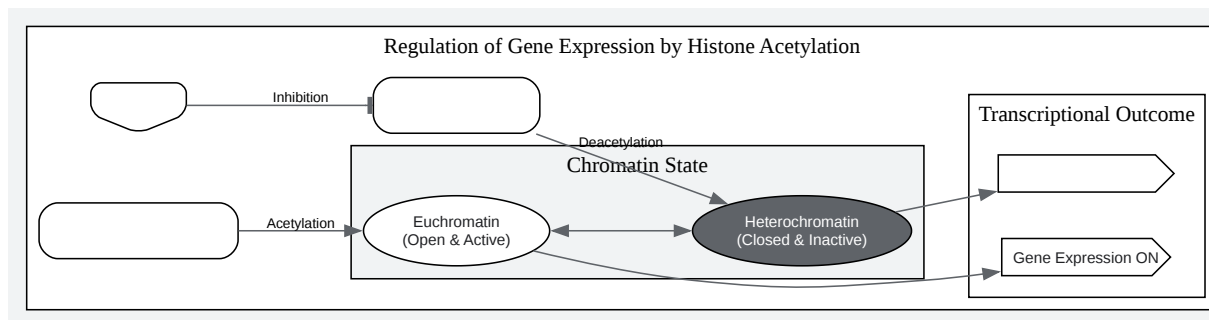 Regulation of Gene Expression by Histone Acetylation
Inhibition
Transcriptional Outcome
Deacetylation
Chromatin State
Acetylation
Euchromatin
(Open & Active)
Heterochromatin
(Closed & Inactive)
Gene Expression ON